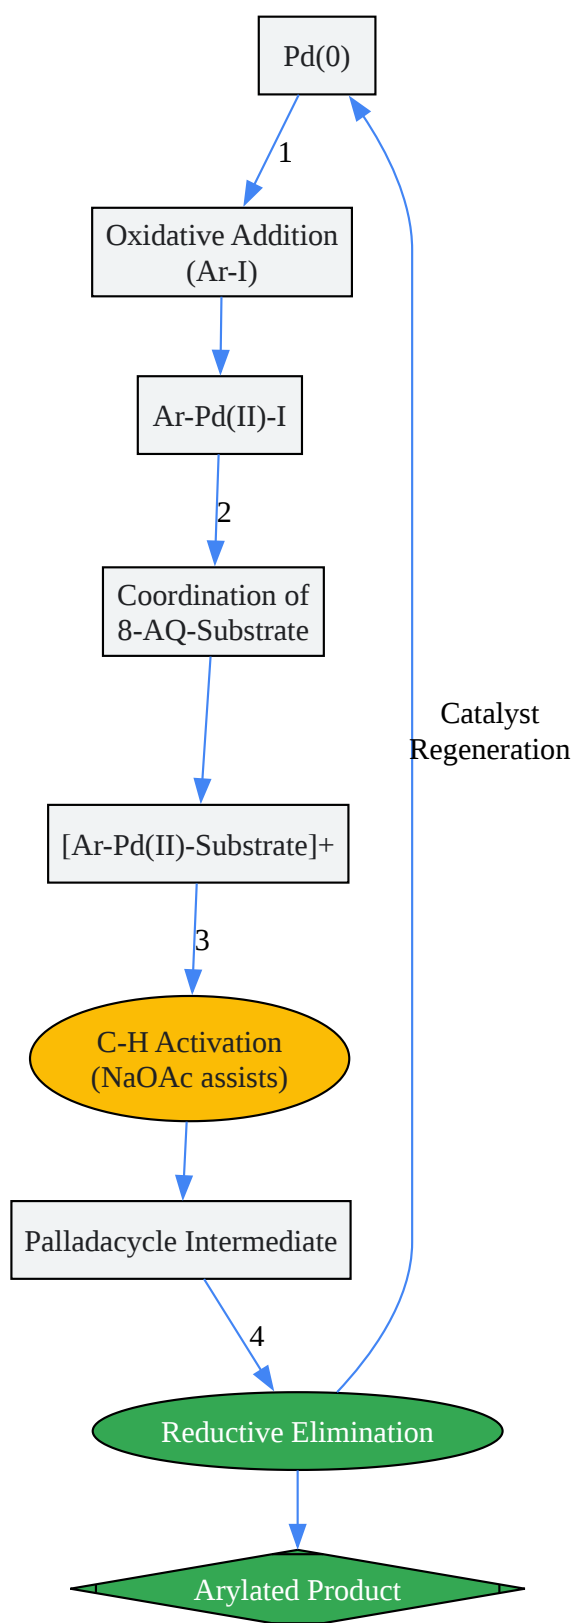 Pd(0)
1
Oxidative Addition
(Ar-I)
Ar-Pd(II)-I
2
Coordination of
8-AQ-Substrate
Catalyst
Regeneration
[Ar-Pd(II)-Substrate]+
3
C-H Activation
(NaOAc assists)
Palladacycle Intermediate
4
Reductive Elimination
Arylated Product